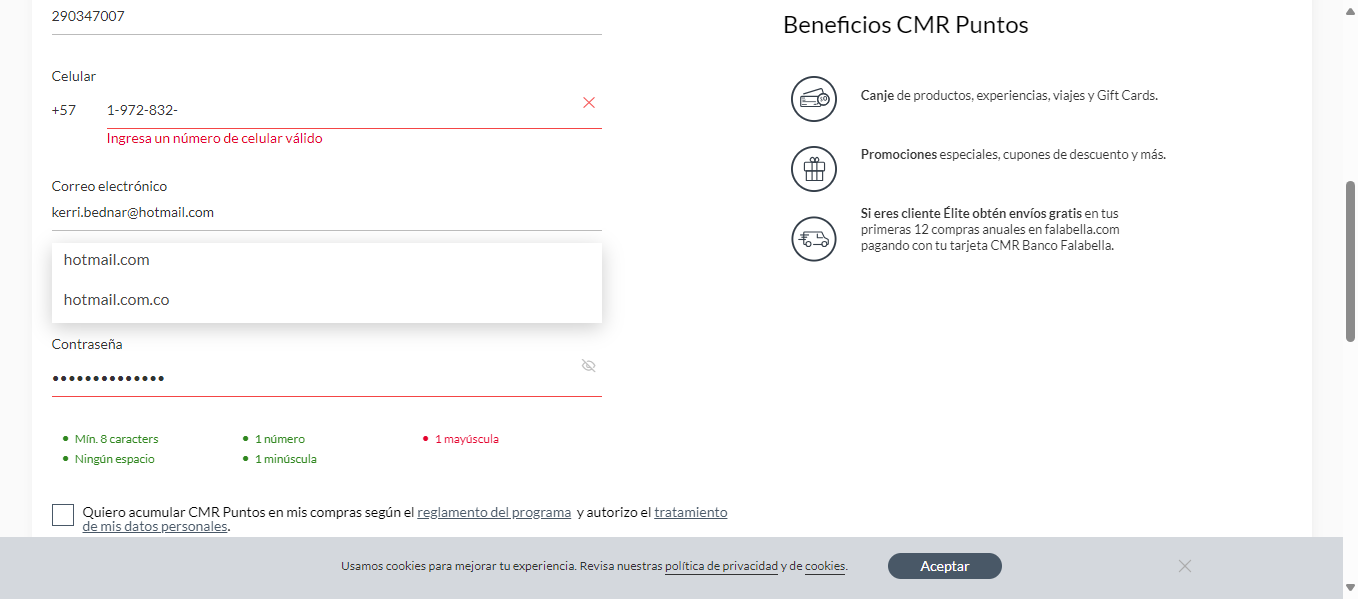 290347007
Celular
+57
1-972-832-
Ingresa un número de celular válido
Correo electrónico
kerri.bednar@hotmail.com
hotmail.com
hotmail.com.co
Contraseña
••••••••••••••
• Mín. 8 caracters
• 1 número
• 1 mayúscula
• Ningún espacio
• 1 minúscula
Quiero acumular CMR Puntos en mis compras según el reglamento del programa y autorizo el tratamiento
de mis datos personales.
Beneficios CMR Puntos
Canje de productos, experiencias, viajes y Gift Cards.
Promociones especiales, cupones de descuento y más.
Si eres cliente Élite obtén envíos gratis en tus
primeras 12 compras anuales en falabella.com
pagando con tu tarjeta CMR Banco Falabella.
Usamos cookies para mejorar tu experiencia. Revisa nuestras política de privacidad y de cookies.
Aceptar